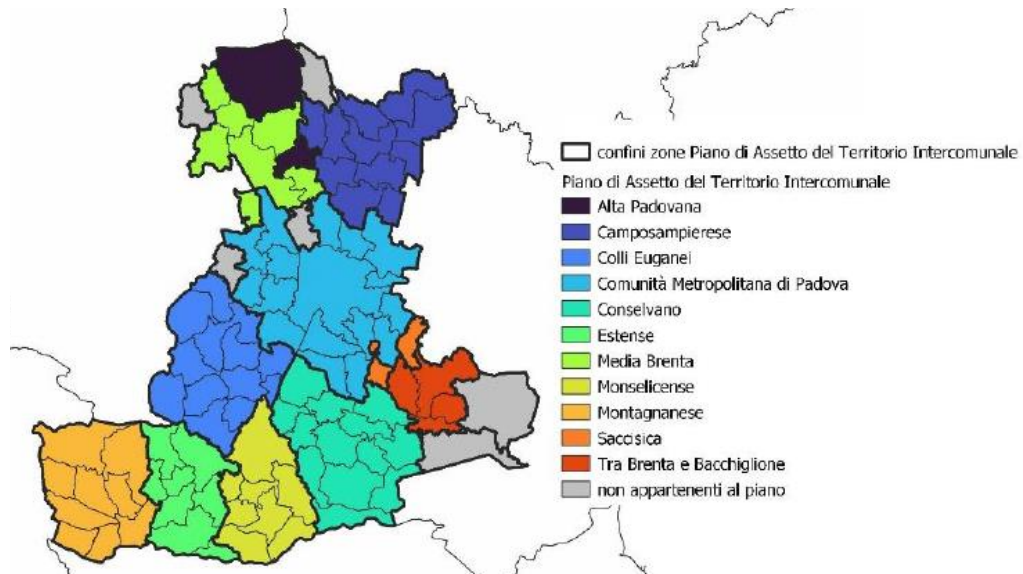 confini zone Piano di Assetto del Territorio Intercomunale
Piano di Assetto del Territorio Intercomunale
Alta Padovana
Camposampierese
Colli Euganei
Comunità Metropolitana di Padova
Conselvano
Estense
Media Brenta
Monselicense
Montagnanese
Saccisica
Tra Brenta e Bacchiglione
non appartenenti al piano